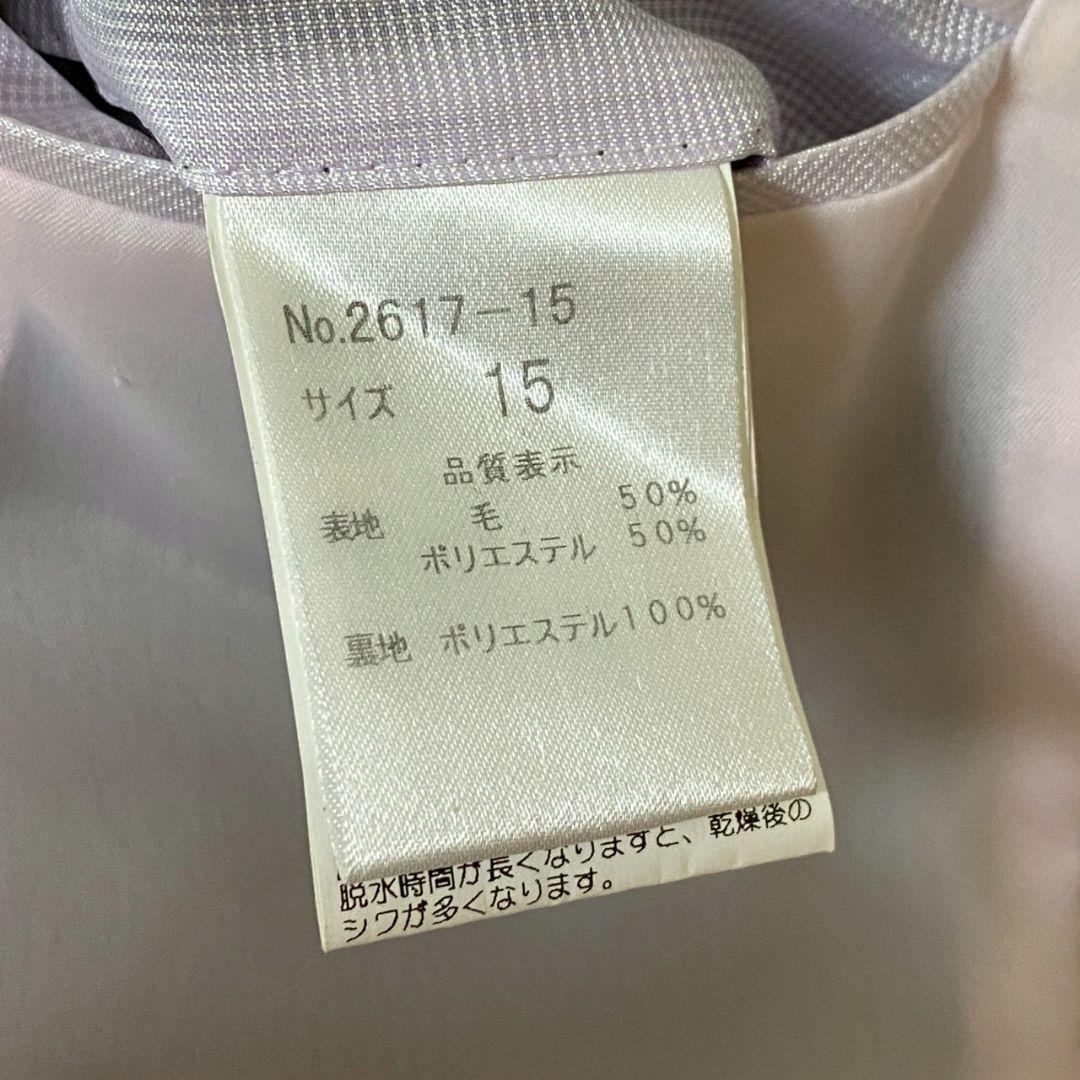 No.2617-15
サイズ 15
品質表示
表地 毛 50%
ポリエステル 50%
裏地 ポリエステル100%
脱水時間が長くなりますと、乾燥後の
シワが多くなります。